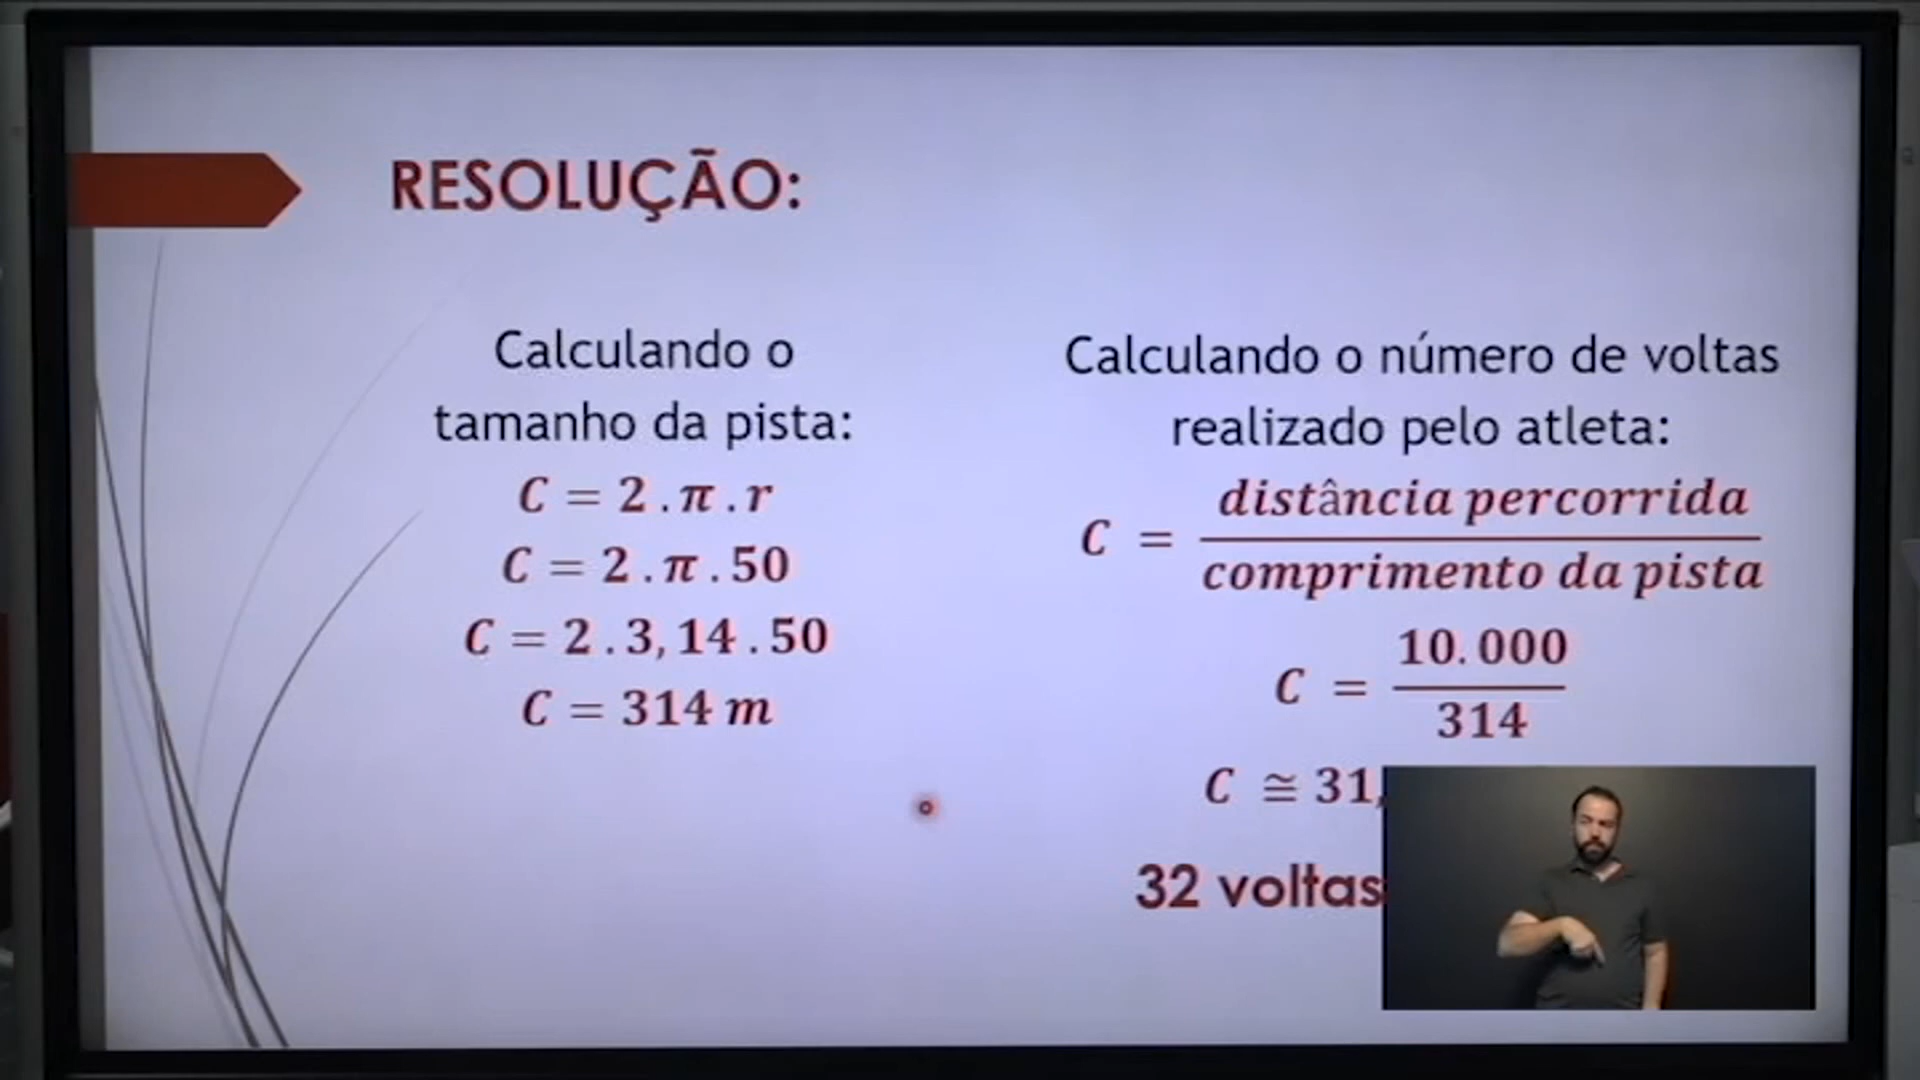 RESOLUÇÃO:
Calculando o
tamanho da pista:
C = 2 . π . r
C = 2 . π . 50
C = 2 . 3,14 . 50
C = 314 m
Calculando o número de voltas
realizado pelo atleta:
C = distância percorrida
comprimento da pista
C = 10.000
314
C ≅ 31,
32 voltas